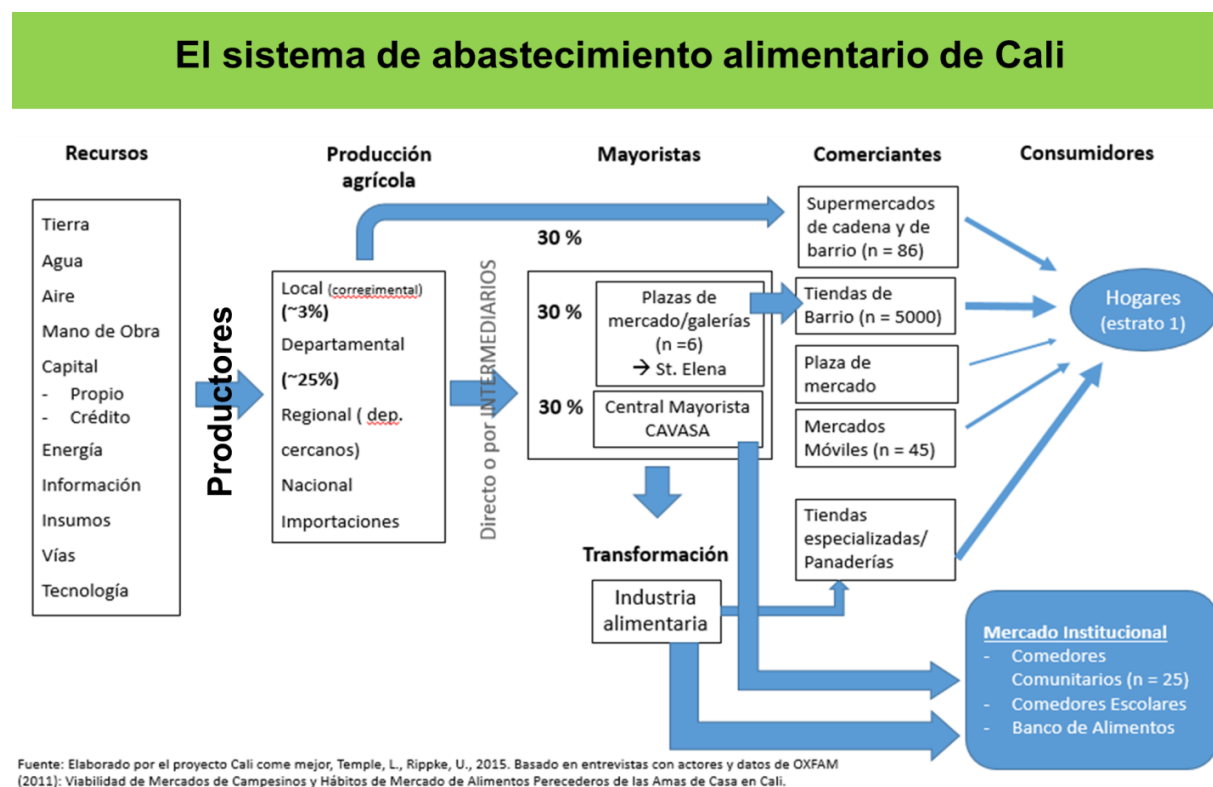 El sistema de abastecimiento alimentario de Cali
Recursos
Producción
agrícola
Mayoristas
Comerciantes
Consumidores
Tierra
Agua
Aire
Mano de Obra
Capital
- Propio
- Crédito
Energía
Información
Insumos
Vías
Tecnología
Productores
Local (corregimental)
(~3%)
Departamental
(~25%)
Regional ( dep.
cercanos)
Nacional
Importaciones
Directo o por INTERMEDIARIOS
30 %
30 %
30 %
Plazas de
mercado/galerías
(n =6)
→ St. Elena
Central Mayorista
CAVASA
Transformación
Industria
alimentaria
Supermercados
de cadena y de
barrio (n = 86)
Tiendas de
Barrio (n = 5000)
Plaza de
mercado
Mercados
Móviles (n = 45)
Tiendas
especializadas/
Panaderías
Hogares
(estrato 1)
Mercado Institucional
- Comedores
Comunitarios (n = 25)
- Comedores Escolares
- Banco de Alimentos
Fuente: Elaborado por el proyecto Cali come mejor, Temple, L., Rippke, U., 2015. Basado en entrevistas con actores y datos de OXFAM
(2011): Viabilidad de Mercados de Campesinos y Hábitos de Mercado de Alimentos Perecederos de las Amas de Casa en Cali.